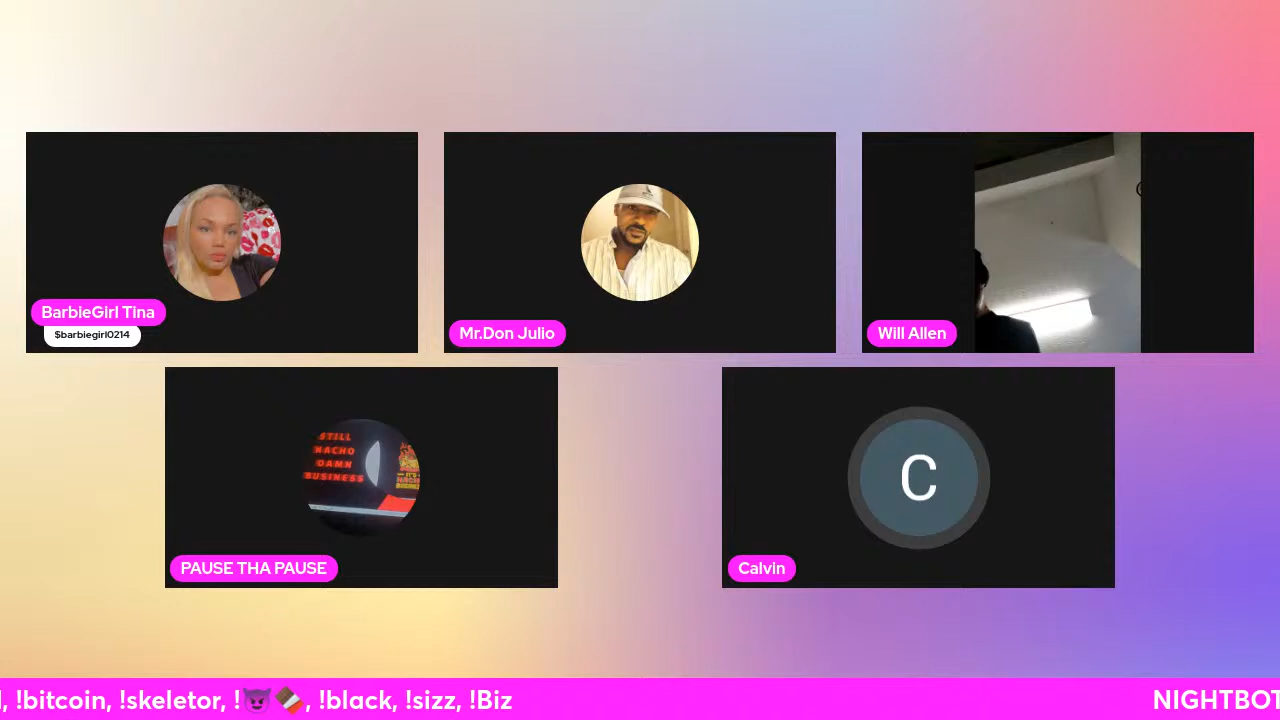 BarbieGirl Tina
$barbiegirl0214
Mr.Don Julio
Will Allen
STILL
NACHO
DAMN
BUSINESS
PAUSE THA PAUSE
C
Calvin
, !bitcoin, !skeletor, !😈🍫, !black, !sizz, !Biz
NIGHTBOT